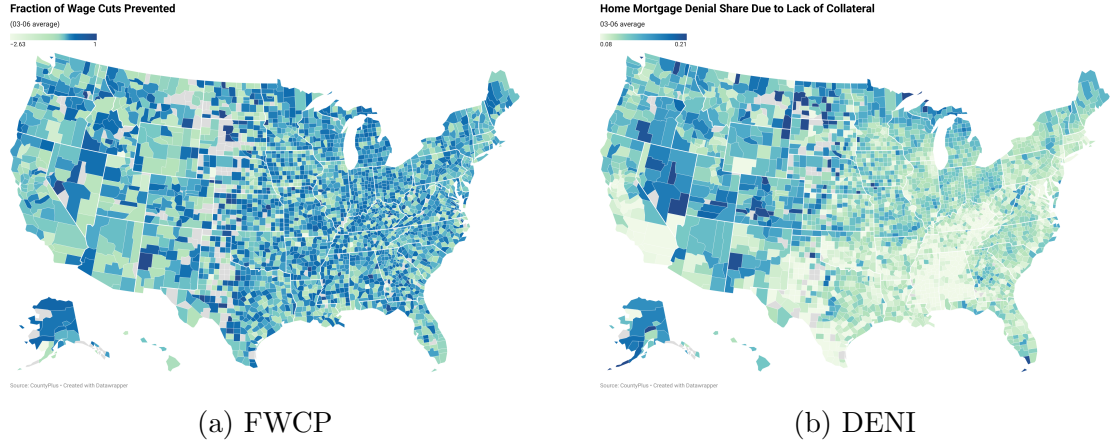 Fraction of Wage Cuts Prevented
(03-06 average)
−2.63 1
Source: CountyPlus • Created with Datawrapper
(a) FWCP
Home Mortgage Denial Share Due to Lack of Collateral
03-06 average
0.08 0.21
Source: CountyPlus • Created with Datawrapper
(b) DENI